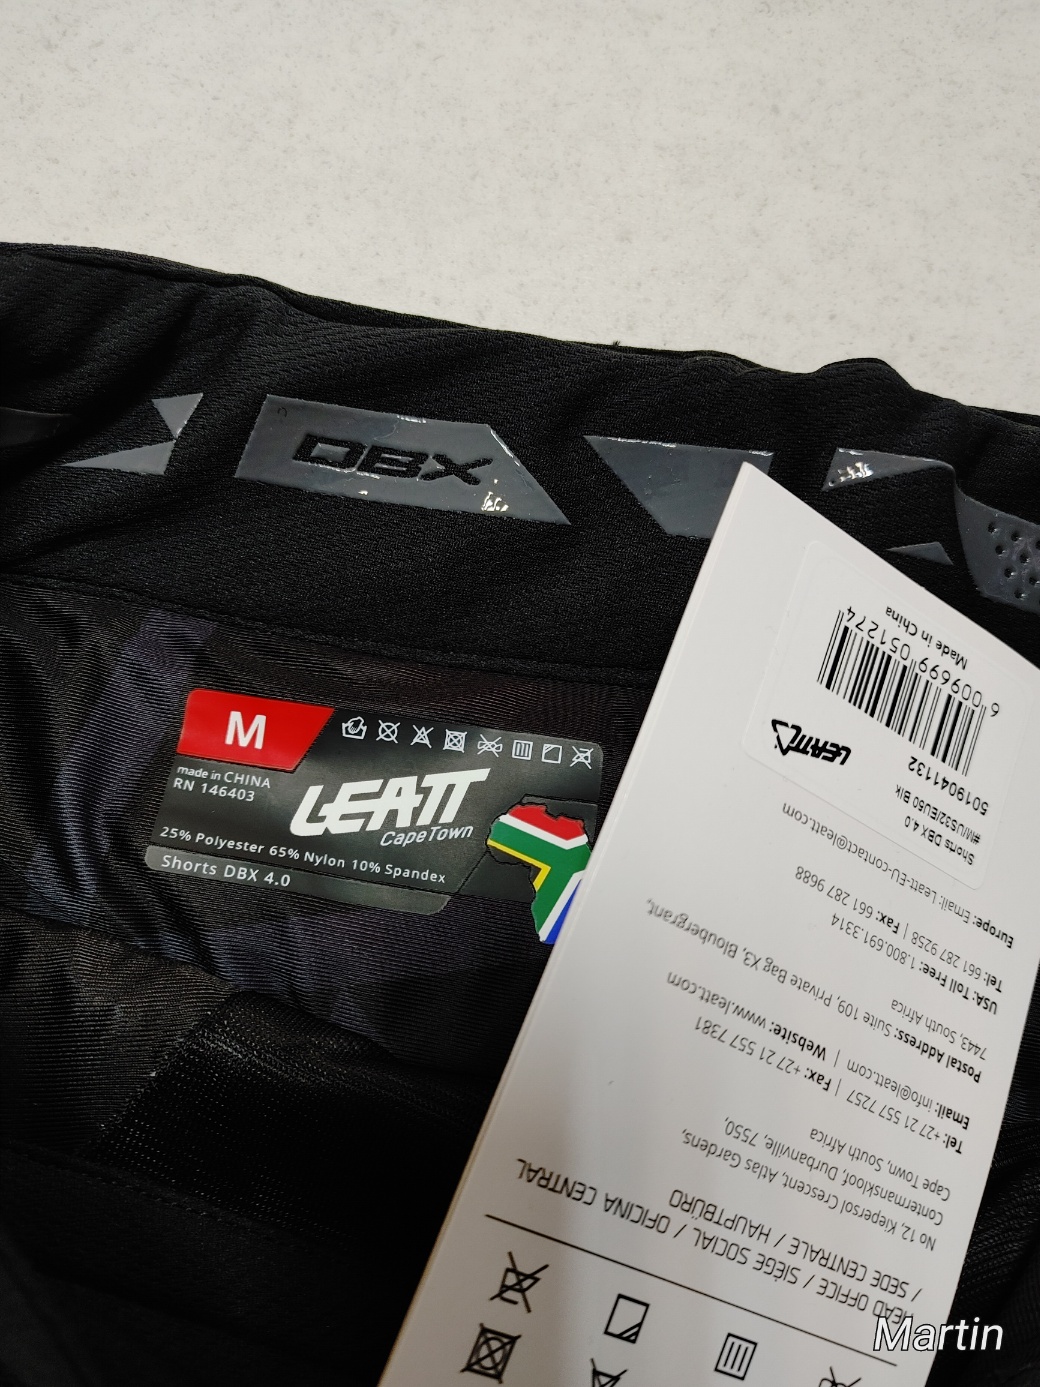 DBX
M
made in CHINA
RN 146403
LEATT
Cape Town
25% Polyester 65% Nylon 10% Spandex
Shorts DBX 4.0
HEAD OFFICE / SIÈGE SOCIAL / OFICINA CENTRAL
/ SEDE CENTRALE / HAUPTBÜRO
No 12, Kiepersol Crescent, Atlas Gardens,
Contermanskloof, Durbanville, 7550,
Cape Town, South Africa
Tel: +27 21 557 7257 | Fax: +27 21 557 7381
Email: info@leatt.com | Website: www.leatt.com
Postal Address: Suite 109, Private Bag X3, Bloubergrant,
7443, South Africa
USA: Toll Free: 1.800.691.3314
Tel: 661 287 9258 | Fax: 661 287 9688
Europe: Email: Leatt-EU-contact@leatt.com
Shorts DBX 4.0
#M/US32/EU50 Blk
5019041132
LEATT
6 009699 051274
Made in China
Martin